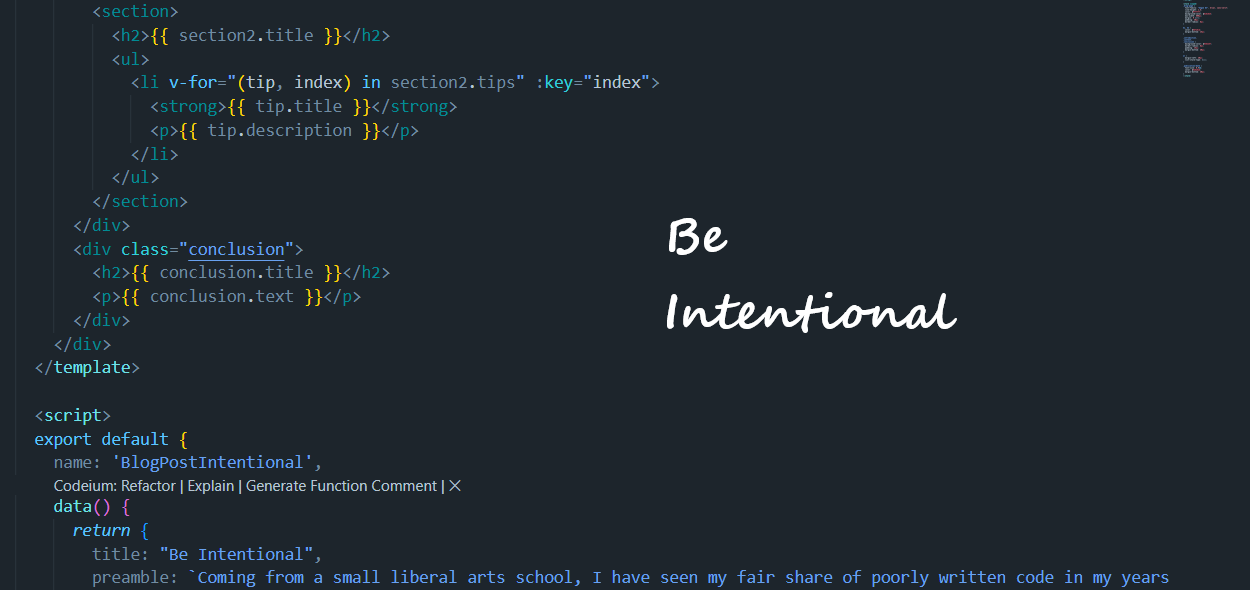 <section>
<h2>{{ section2.title }}</h2>
<ul>
<li v-for="(tip, index) in section2.tips" :key="index">
<strong>{{ tip.title }}</strong>
<p>{{ tip.description }}</p>
</li>
</ul>
</section>
</div>
<div class="conclusion">
<h2>{{ conclusion.title }}</h2>
<p>{{ conclusion.text }}</p>
</div>
</div>
</template>
<script>
export default {
name: 'BlogPostIntentional',
Codeium: Refactor | Explain | Generate Function Comment | ×
data() {
return {
title: "Be Intentional",
preamble: `Coming from a small liberal arts school, I have seen my fair share of poorly written code in my years
Be
Intentional